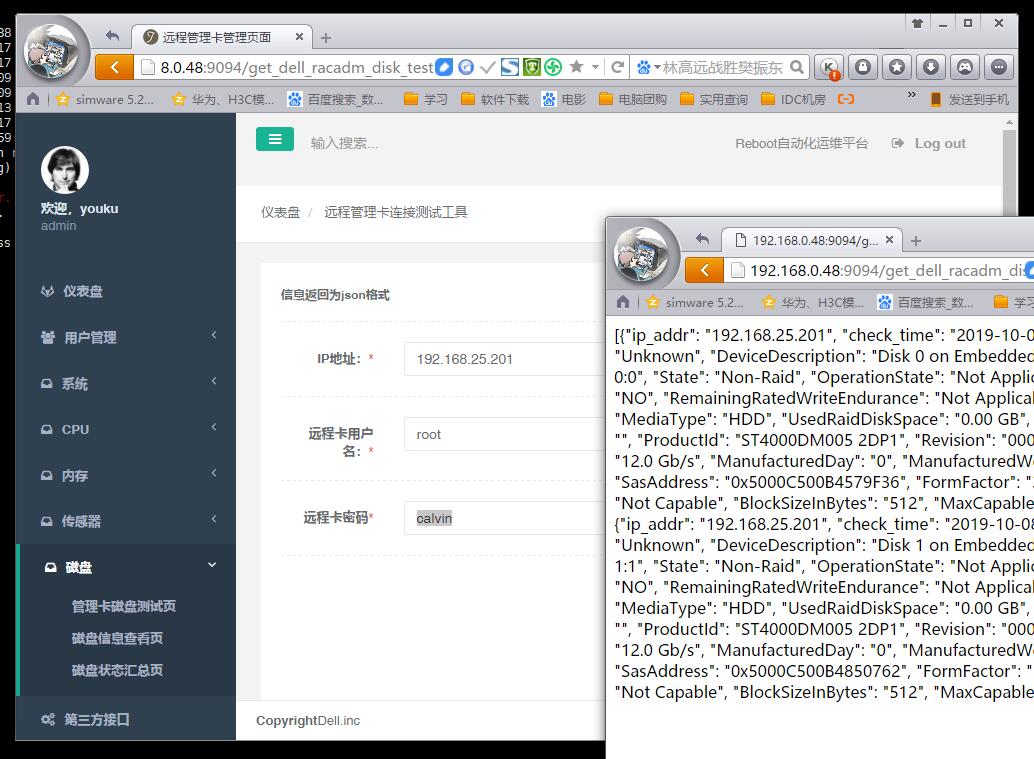 38
17
17
09
09
13
17
59
n r
g)
r.
.
ss
远程管理卡管理页面
8.0.48:9094/get_dell_racadm_disk_test
林高远战胜樊振东
simware 5.2...
华为、H3C模...
百度搜索_数...
学习
软件下载
电影
电脑团购
实用查询
IDC机房
»
发送到手机
欢迎，youku
admin
仪表盘
用户管理
系统
CPU
内存
传感器
磁盘
管理卡磁盘测试页
磁盘信息查看页
磁盘状态汇总页
第三方接口
输入搜索...
Reboot自动化运维平台
Log out
仪表盘 / 远程管理卡连接测试工具
信息返回为json格式
IP地址：*
192.168.25.201
远程卡用户
名：*
root
远程卡密码*
calvin
CopyrightDell.inc
192.168.0.48:9094/g...
192.168.0.48:9094/get_dell_racadm_dis
simware 5.2...
华为、H3C模...
百度搜索_数...
学习
[{"ip_addr": "192.168.25.201", "check_time": "2019-10-0
"Unknown", "DeviceDescription": "Disk 0 on Embedded
0:0", "State": "Non-Raid", "OperationState": "Not Applic
"NO", "RemainingRatedWriteEndurance": "Not Applica
"MediaType": "HDD", "UsedRaidDiskSpace": "0.00 GB",
"", "ProductId": "ST4000DM005 2DP1", "Revision": "000
"12.0 Gb/s", "ManufacturedDay": "0", "ManufacturedWe
"SasAddress": "0x5000C500B4579F36", "FormFactor": "
"Not Capable", "BlockSizeInBytes": "512", "MaxCapable
{"ip_addr": "192.168.25.201", "check_time": "2019-10-08
"Unknown", "DeviceDescription": "Disk 1 on Embedded
1:1", "State": "Non-Raid", "OperationState": "Not Applic
"NO", "RemainingRatedWriteEndurance": "Not Applica
"MediaType": "HDD", "UsedRaidDiskSpace": "0.00 GB",
"", "ProductId": "ST4000DM005 2DP1", "Revision": "000
"12.0 Gb/s", "ManufacturedDay": "0", "ManufacturedWe
"SasAddress": "0x5000C500B4850762", "FormFactor": "
"Not Capable", "BlockSizeInBytes": "512", "MaxCapable